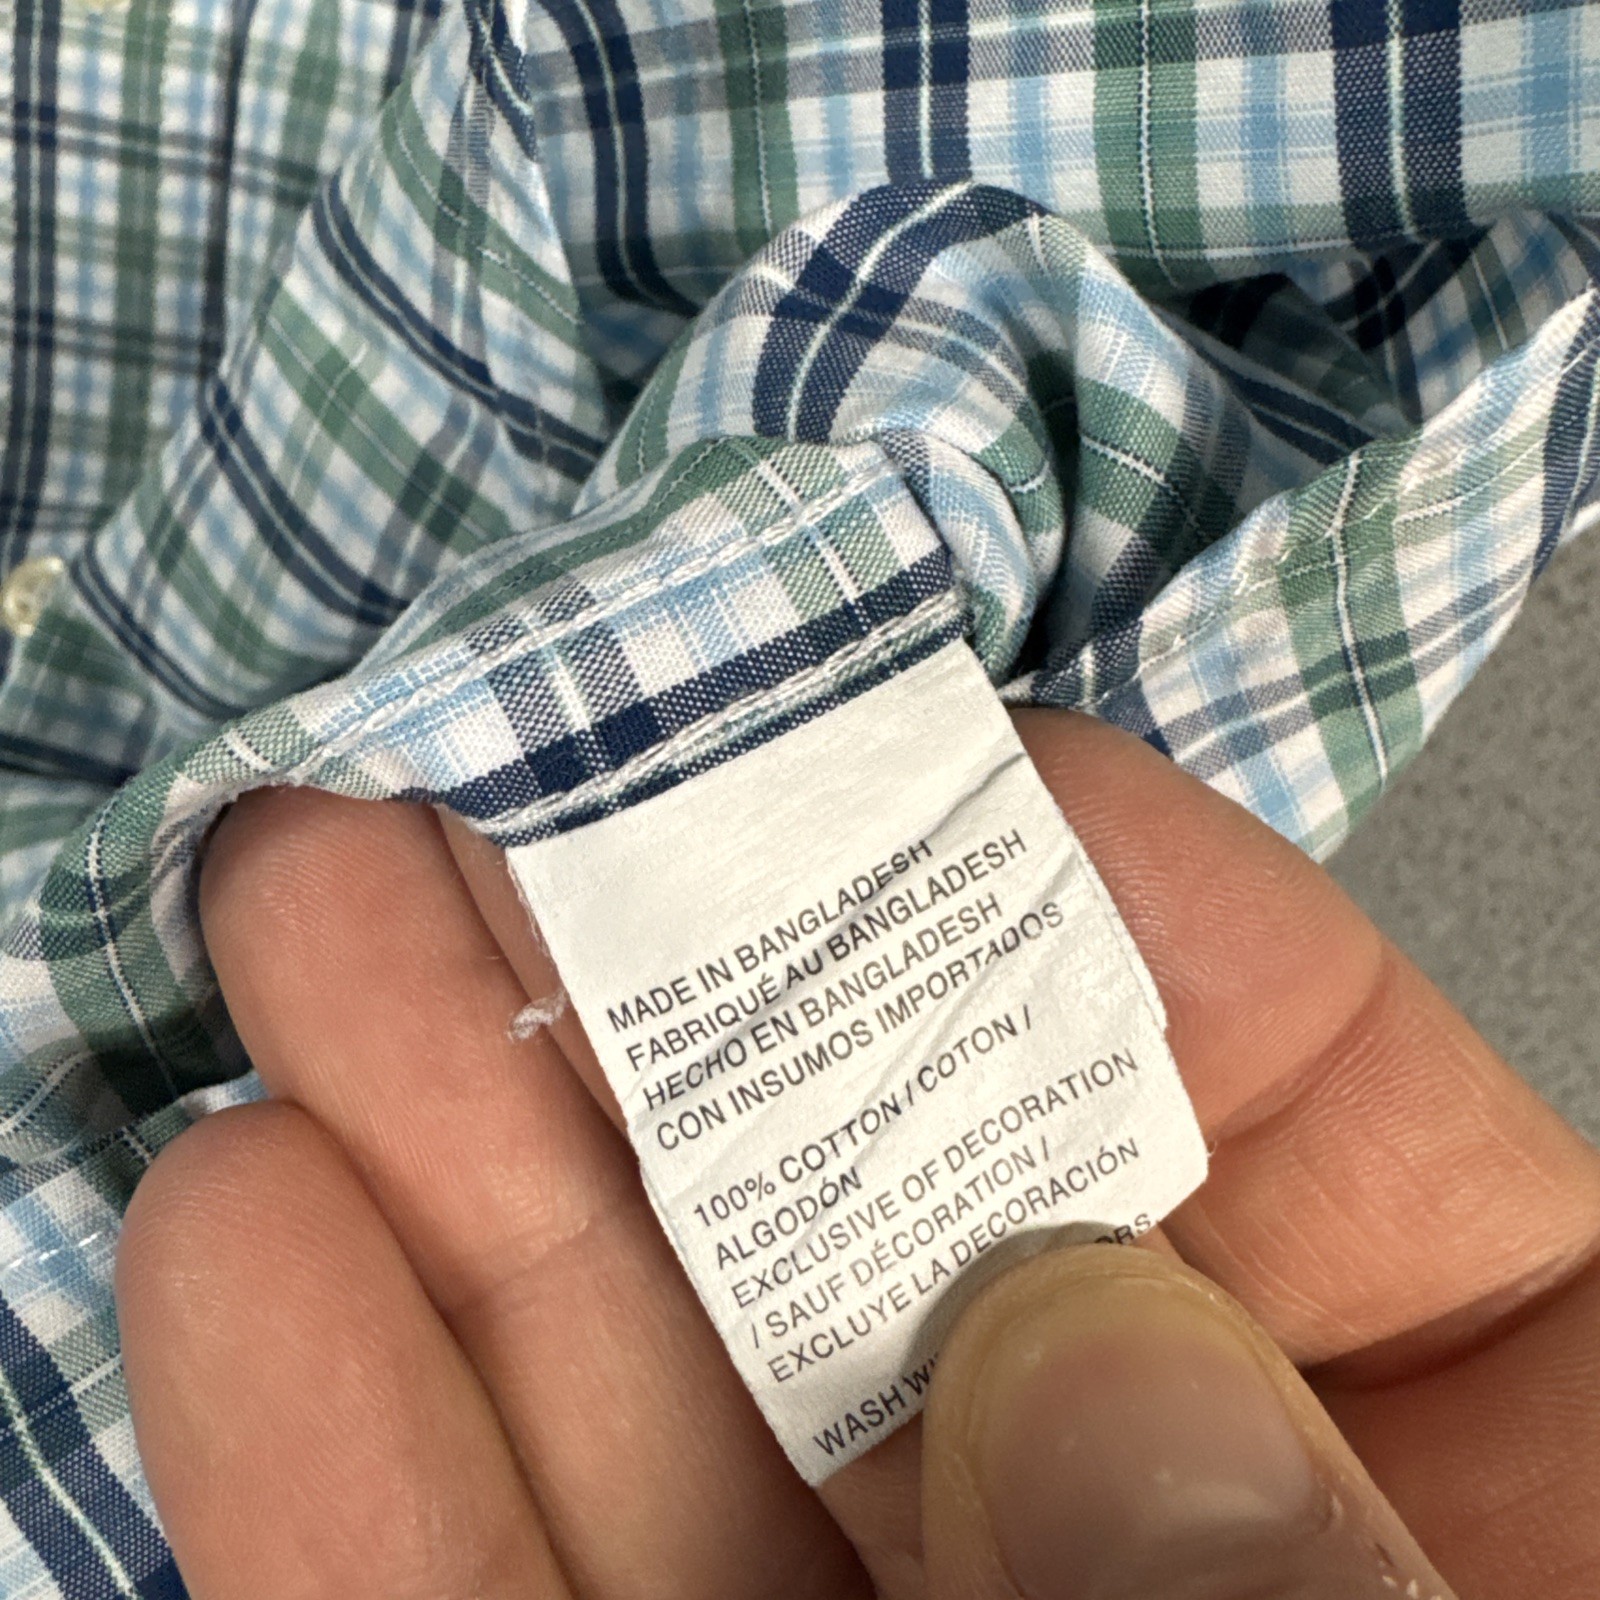 MADE IN BANGLADESH
FABRIQUÉ AU BANGLADESH
HECHO EN BANGLADESH
CON INSUMOS IMPORTADOS
100% COTTON / COTON /
ALGODÓN
EXCLUSIVE OF DECORATION
/ SAUF DÉCORATION /
EXCLUYE LA DECORACIÓN
WASH